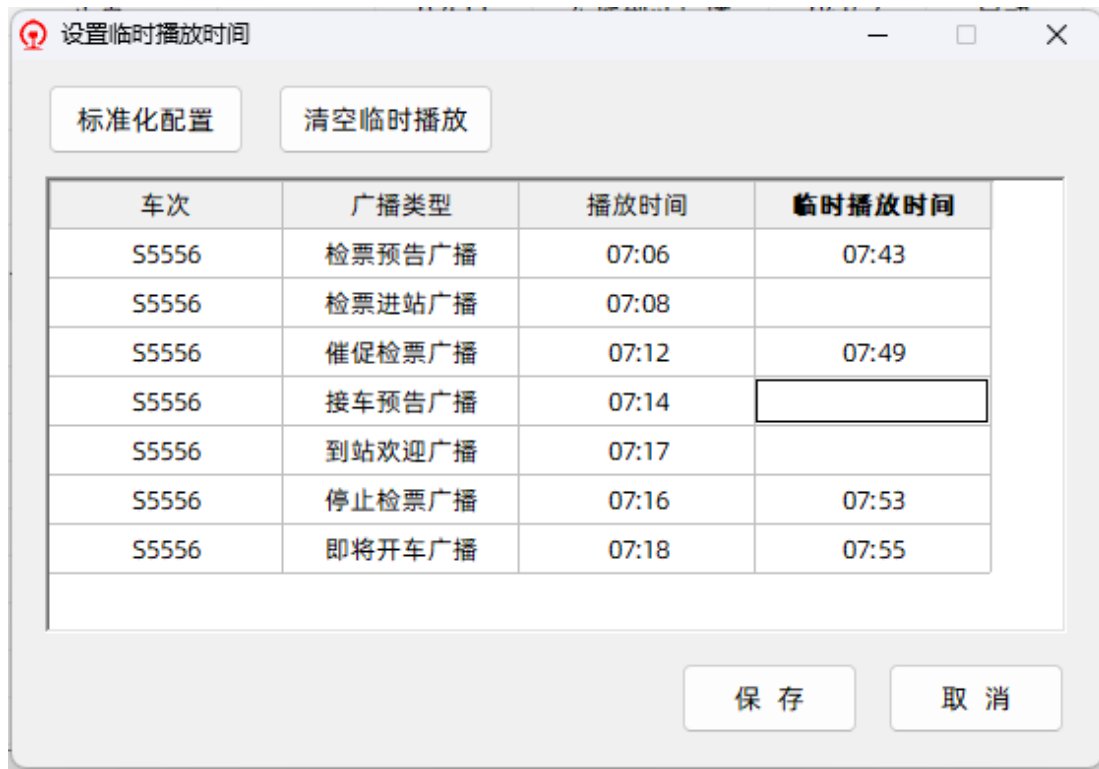 设置临时播放时间
标准化配置 清空临时播放
车次 广播类型 播放时间 临时播放时间
S5556 检票预告广播 07:06 07:43
S5556 检票进站广播 07:08
S5556 催促检票广播 07:12 07:49
S5556 接车预告广播 07:14
S5556 到站欢迎广播 07:17
S5556 停止检票广播 07:16 07:53
S5556 即将开车广播 07:18 07:55
保 存 取 消